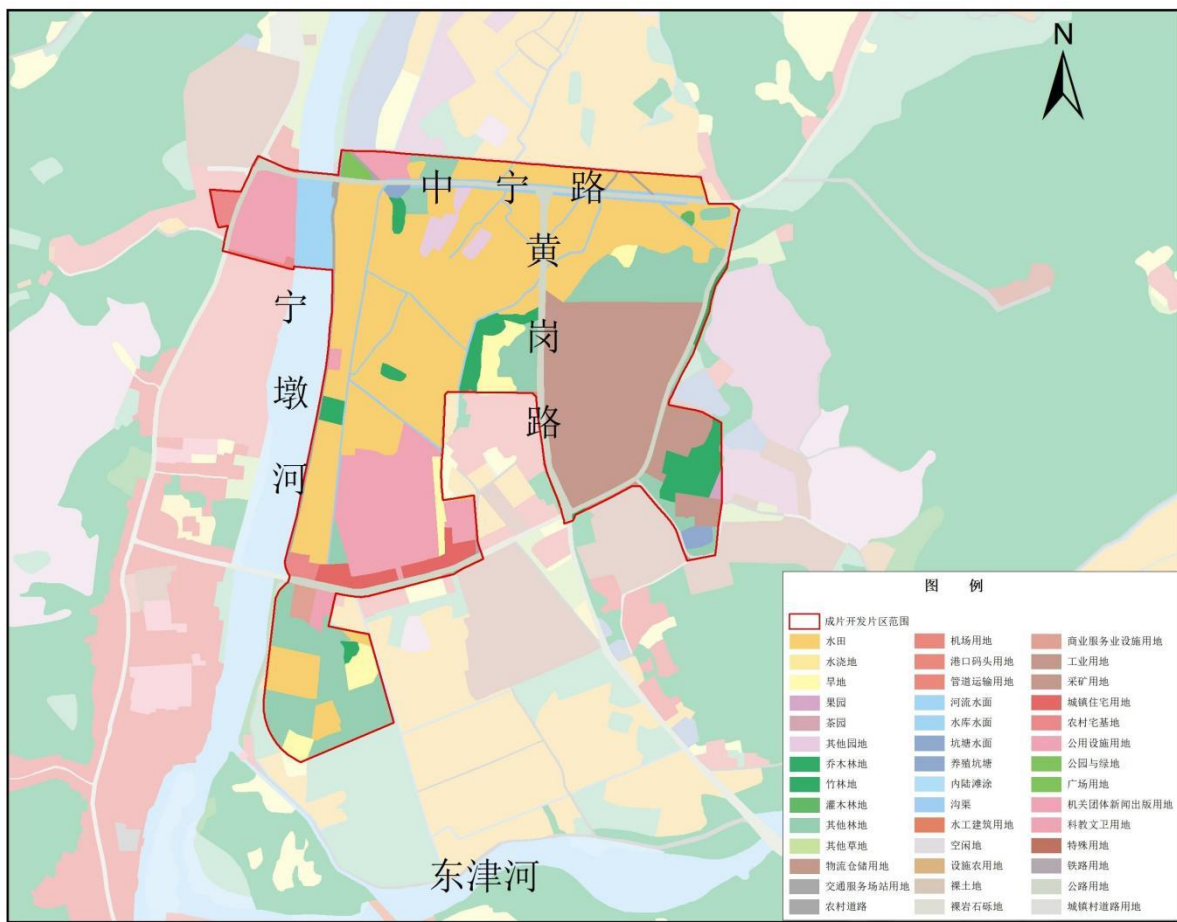 N
中宁路
黄岗路
宁墩河
东津河
图 例
成片开发片区范围
水田
水浇地
旱地
果园
茶园
其他园地
乔木林地
竹林地
灌木林地
其他林地
其他草地
物流仓储用地
交通服务场站用地
农村道路
机场用地
港口码头用地
管道运输用地
河流水面
水库水面
坑塘水面
养殖坑塘
内陆滩涂
沟渠
水工建筑用地
空闲地
设施农用地
裸土地
裸岩石砾地
商业服务业设施用地
工业用地
采矿用地
城镇住宅用地
农村宅基地
公用设施用地
公园与绿地
广场用地
机关团体新闻出版用地
科教文卫用地
特殊用地
铁路用地
公路用地
城镇村道路用地